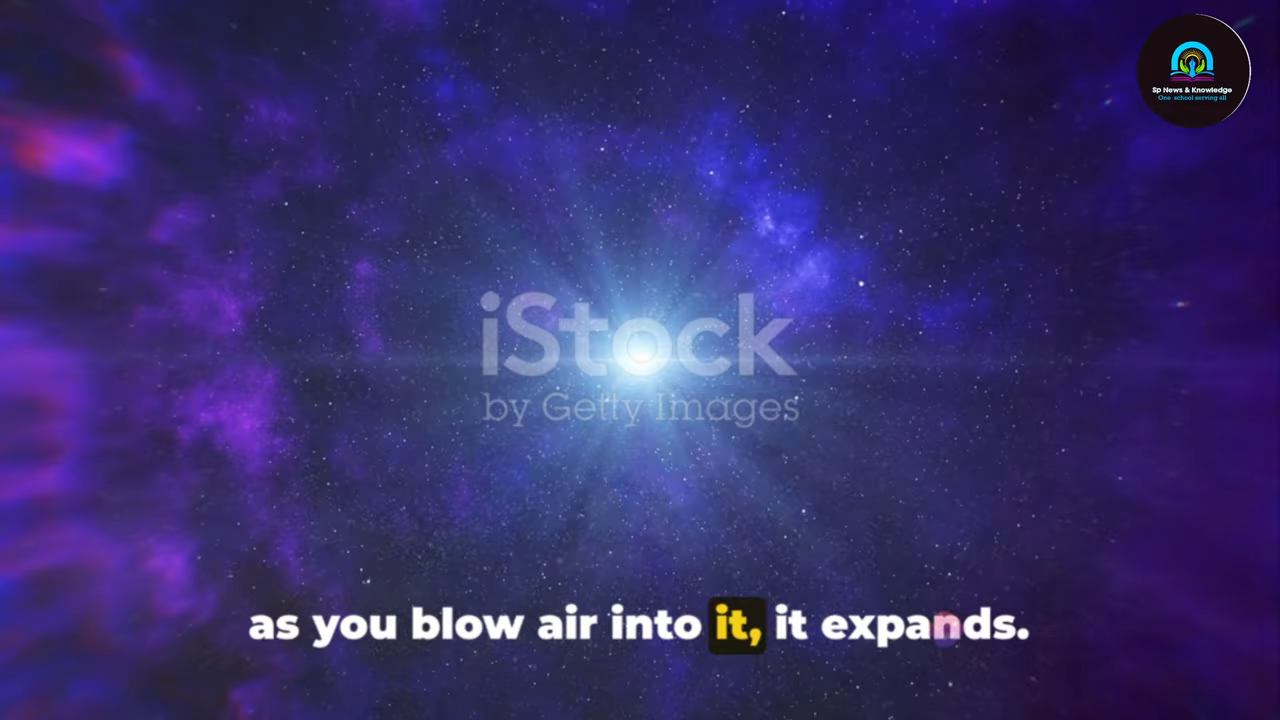 Sp News & Knowledge
One school serving all
iStock
by Getty Images
as you blow air into it, it expands.